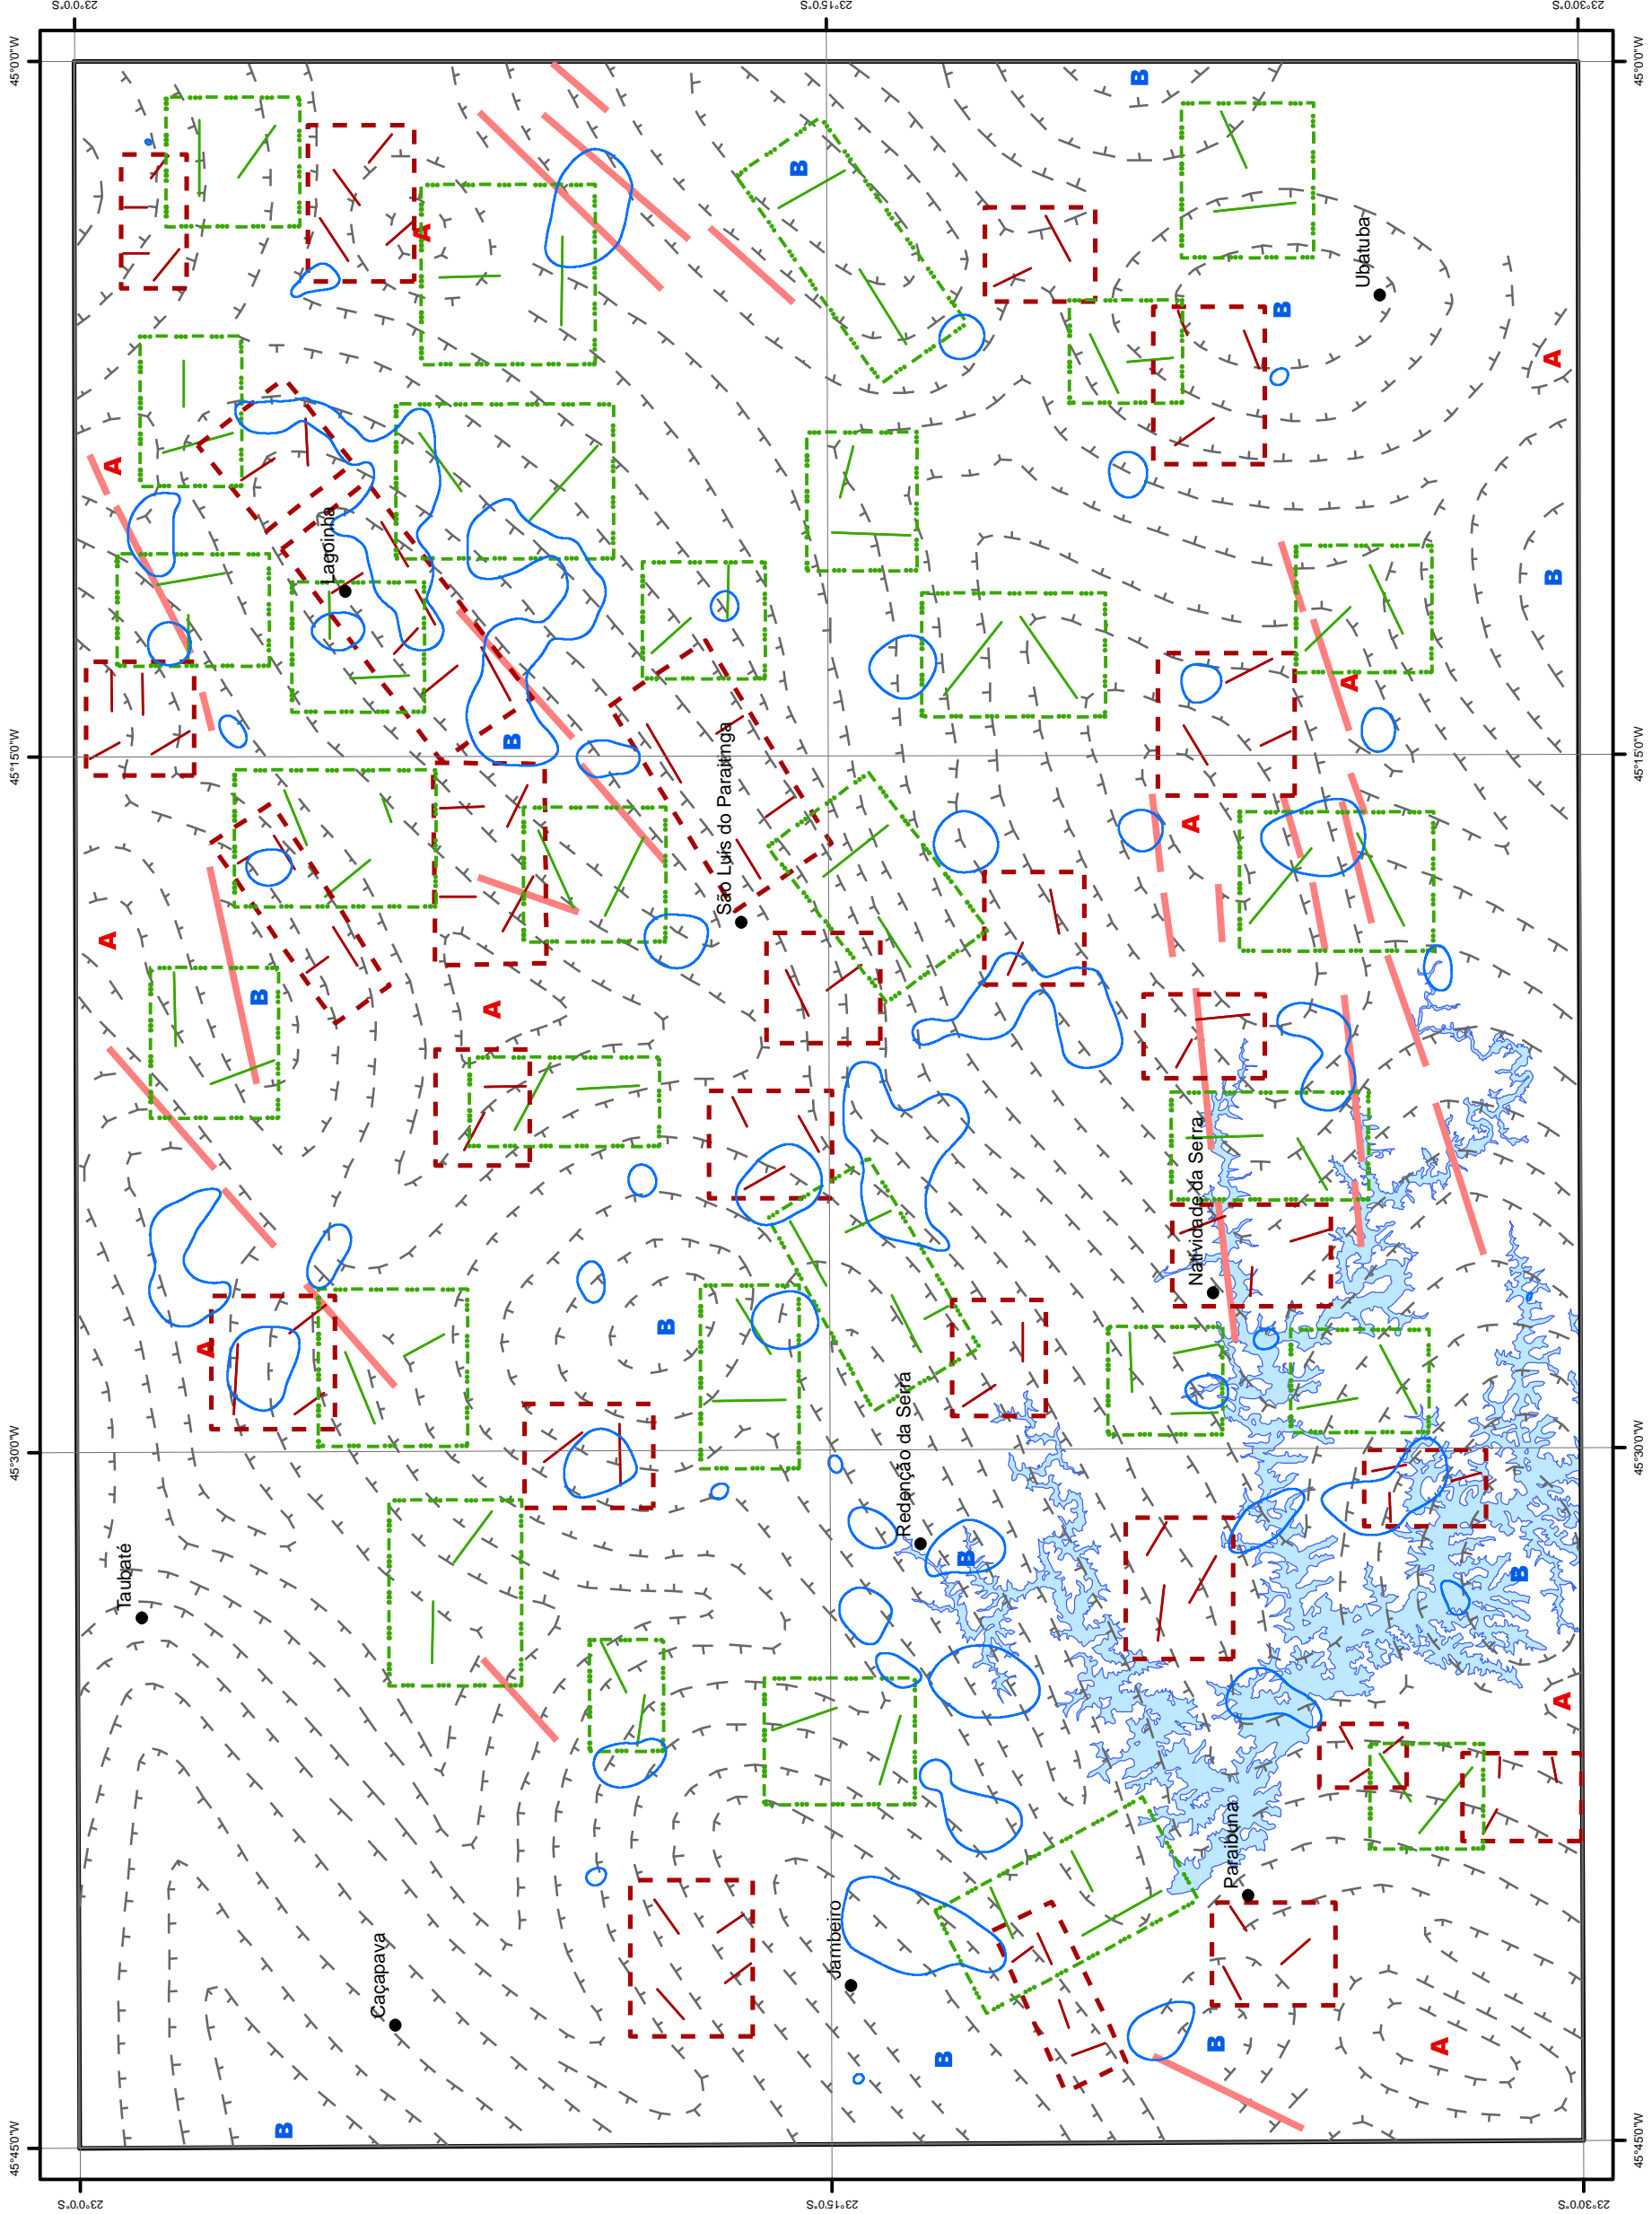 45°45'0"W
45°30'0"W
45°15'0"W
45°0'0"W
23°0'0"S
23°0'0"S
A
A
Taubaté
A
B
B
Lagoinha
Caçapava
A
A
B
B
São Luis do Paraitinga
B
23°15'0"S
23°15'0"S
Jambeiro
Redenção da Serra
B
B
B
A
Natividade da Serra
B
Paraibuna
B
A
Ubatuba
A
B
A
B
A
23°30'0"S
23°30'0"S
45°45'0"W
45°30'0"W
45°15'0"W
45°0'0"W